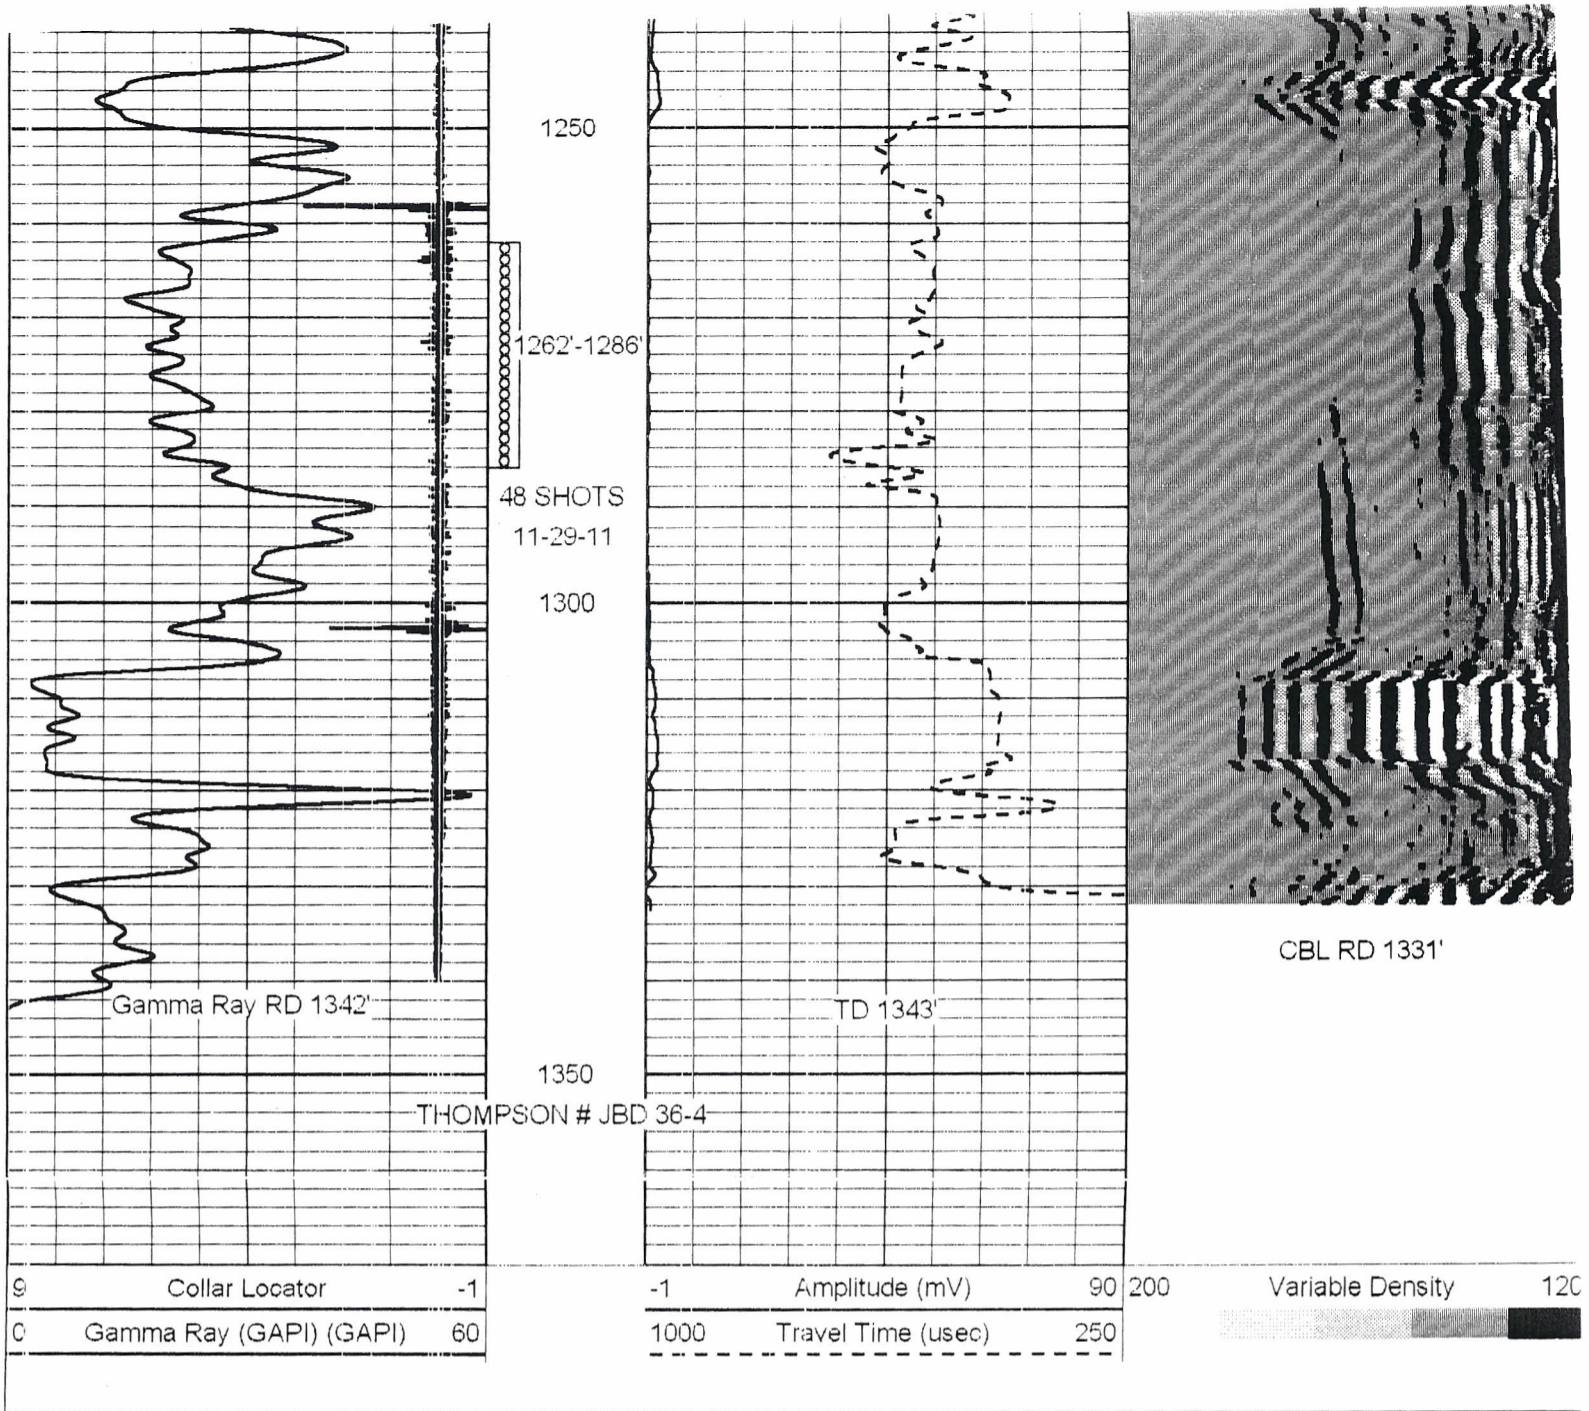 1250
1262'-1286'
48 SHOTS
11-29-11
1300
Gamma Ray RD 1342'
TD 1343'
CBL RD 1331'
1350
THOMPSON # JBD 36-4
9 Collar Locator -1
0 Gamma Ray (GAPI) (GAPI) 60
-1 Amplitude (mV) 90
1000 Travel Time (usec) 250
200 Variable Density 120